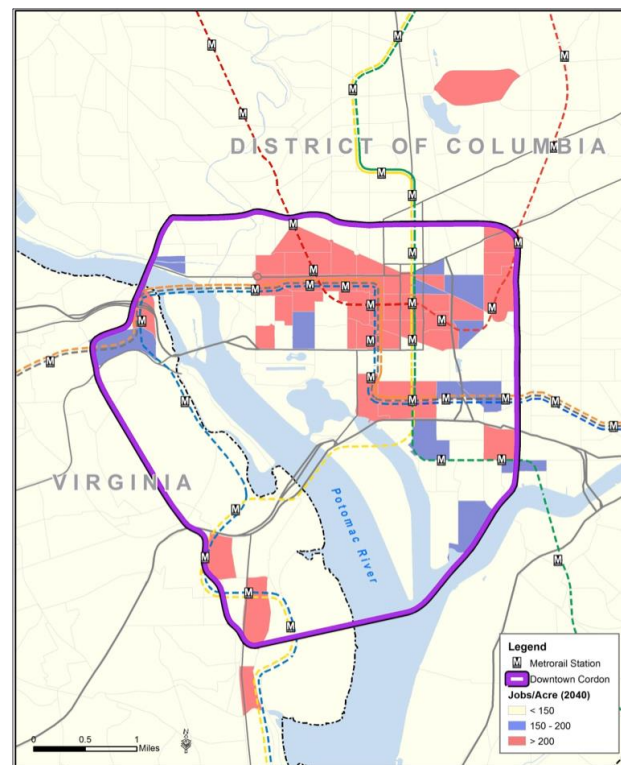 DISTRICT OF COLUMBIA
VIRGINIA
Potomac River
Legend
M Metrorail Station
Downtown Cordon
Jobs/Acre (2040)
< 150
150 - 200
> 200
0 0.5 1
Miles